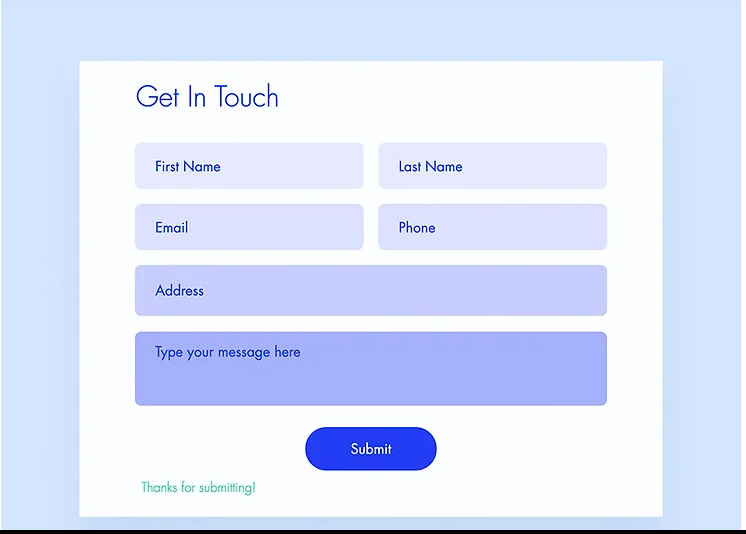 Get In Touch
First Name
Last Name
Email
Phone
Address
Type your message here
Submit
Thanks for submitting!